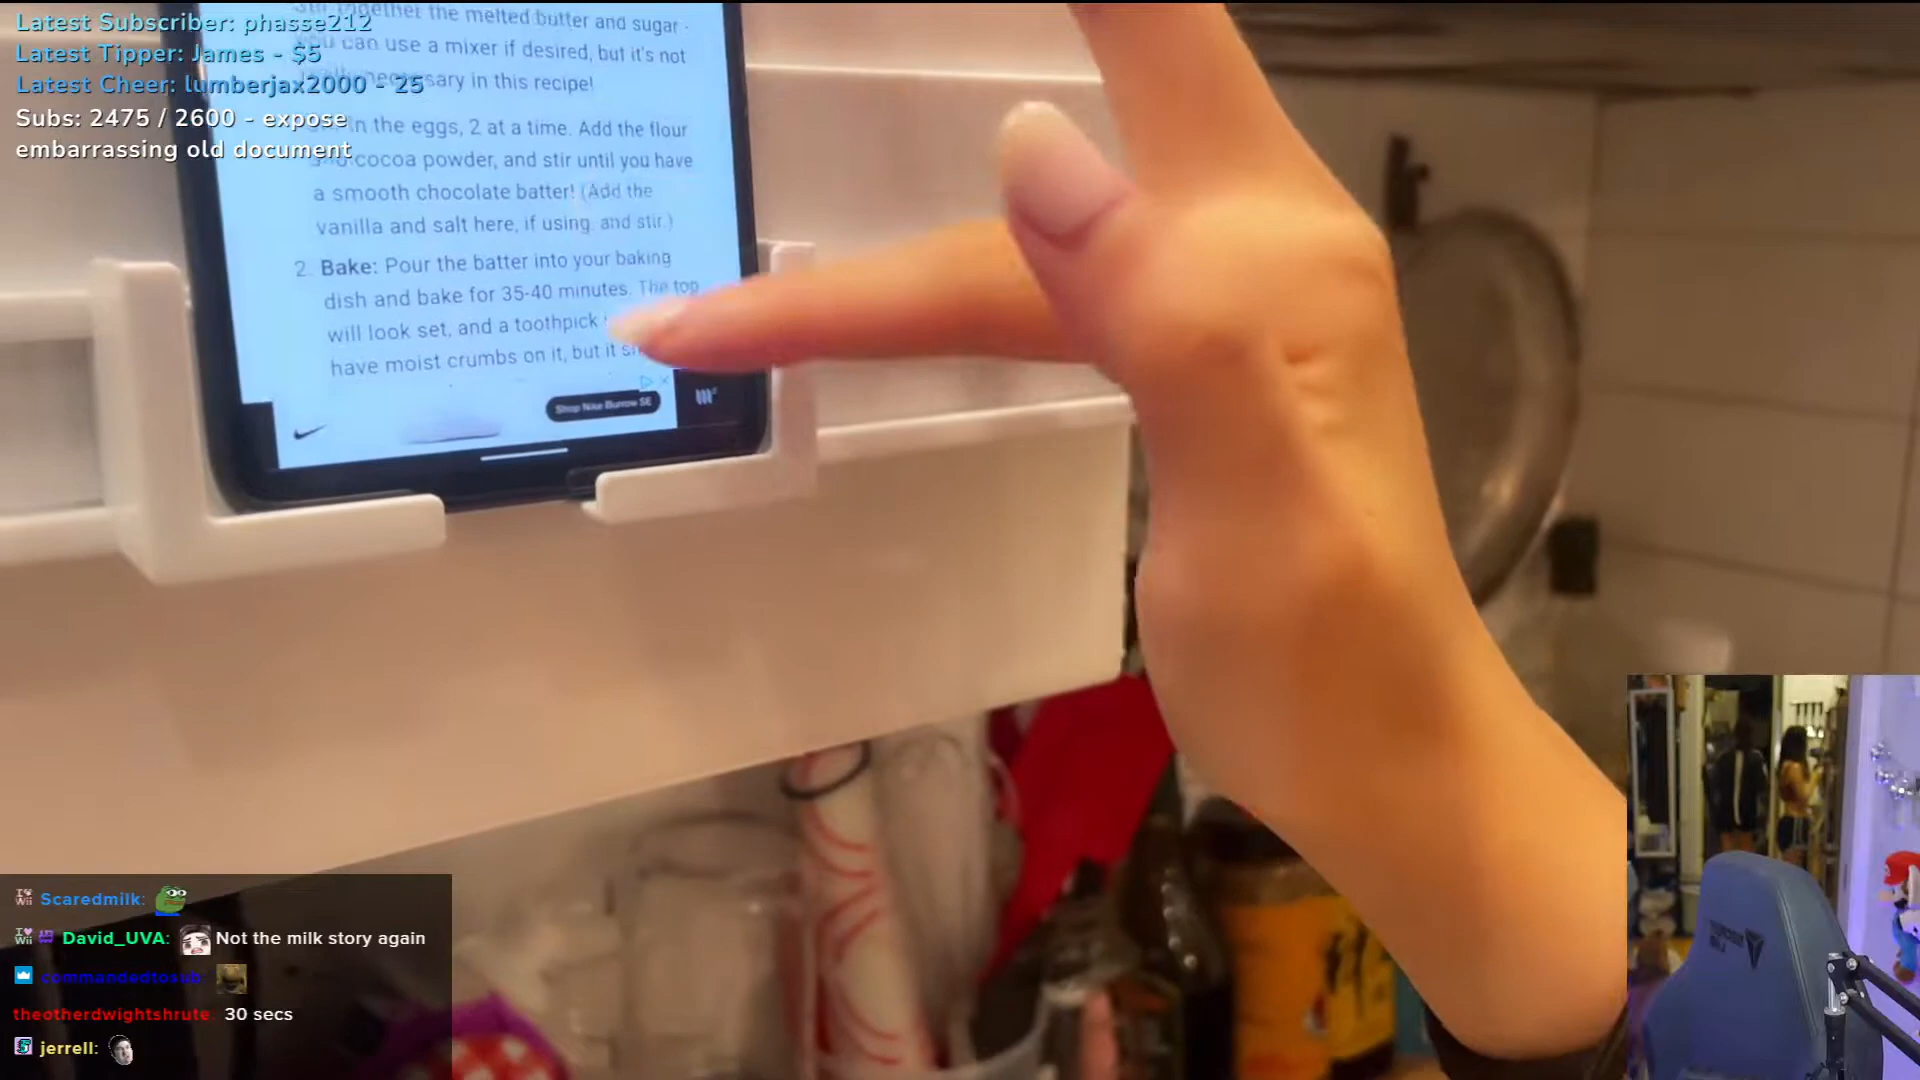 Latest Subscriber: phasse212
Latest Tipper: James - $5
Latest Cheer: lumberjax2000 - 25
Subs: 2475 / 2600 - expose
embarrassing old document
together the melted butter and sugar -
you can use a mixer if desired, but it's not
necessary in this recipe!
in the eggs, 2 at a time. Add the flour
cocoa powder, and stir until you have
a smooth chocolate batter! (Add the
vanilla and salt here, if using, and stir.)
2. Bake: Pour the batter into your baking
dish and bake for 35-40 minutes. The top
will look set, and a toothpick
have moist crumbs on it, but it
Shop Nike Burrow SE
Scaredmilk:
David_UVA: Not the milk story again
commandedtosub:
theotherdwightshrute: 30 secs
jerrell: